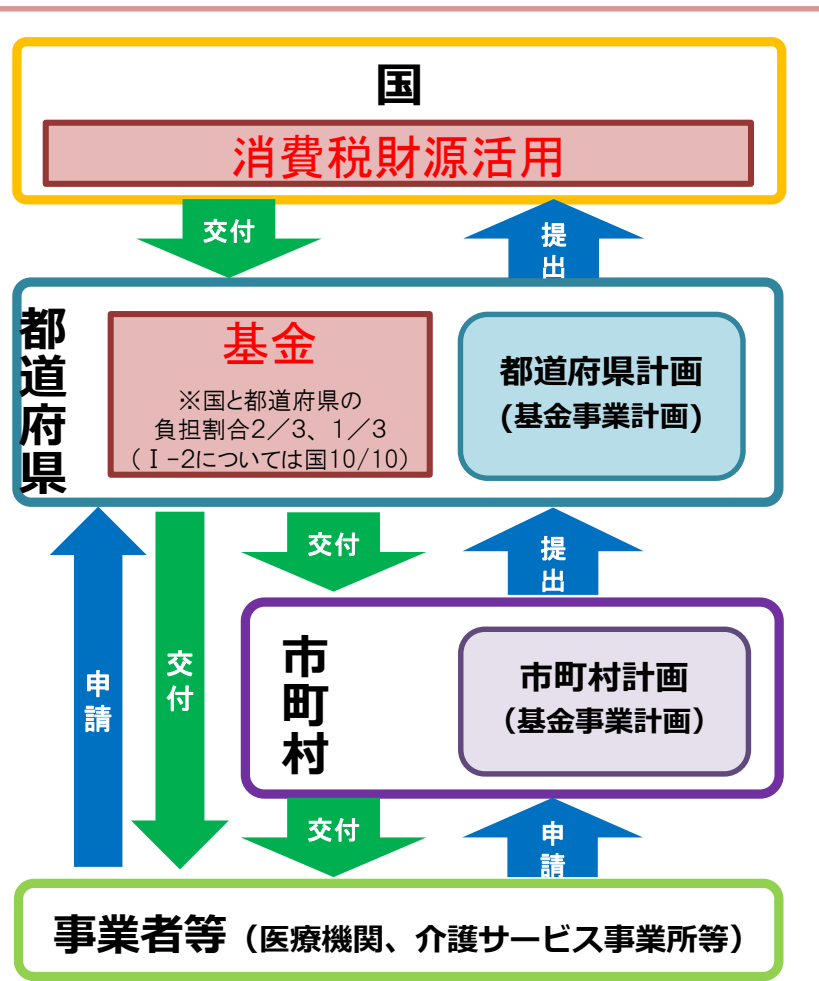 国
消費税財源活用
交付
提出
都道府県
基金
※国と都道府県の
負担割合2／3、1／3
（Ⅰ-2については国10/10）
都道府県計画
(基金事業計画)
申請
交付
交付
提出
市町村
市町村計画
（基金事業計画）
交付
申請
事業者等（医療機関、介護サービス事業所等）